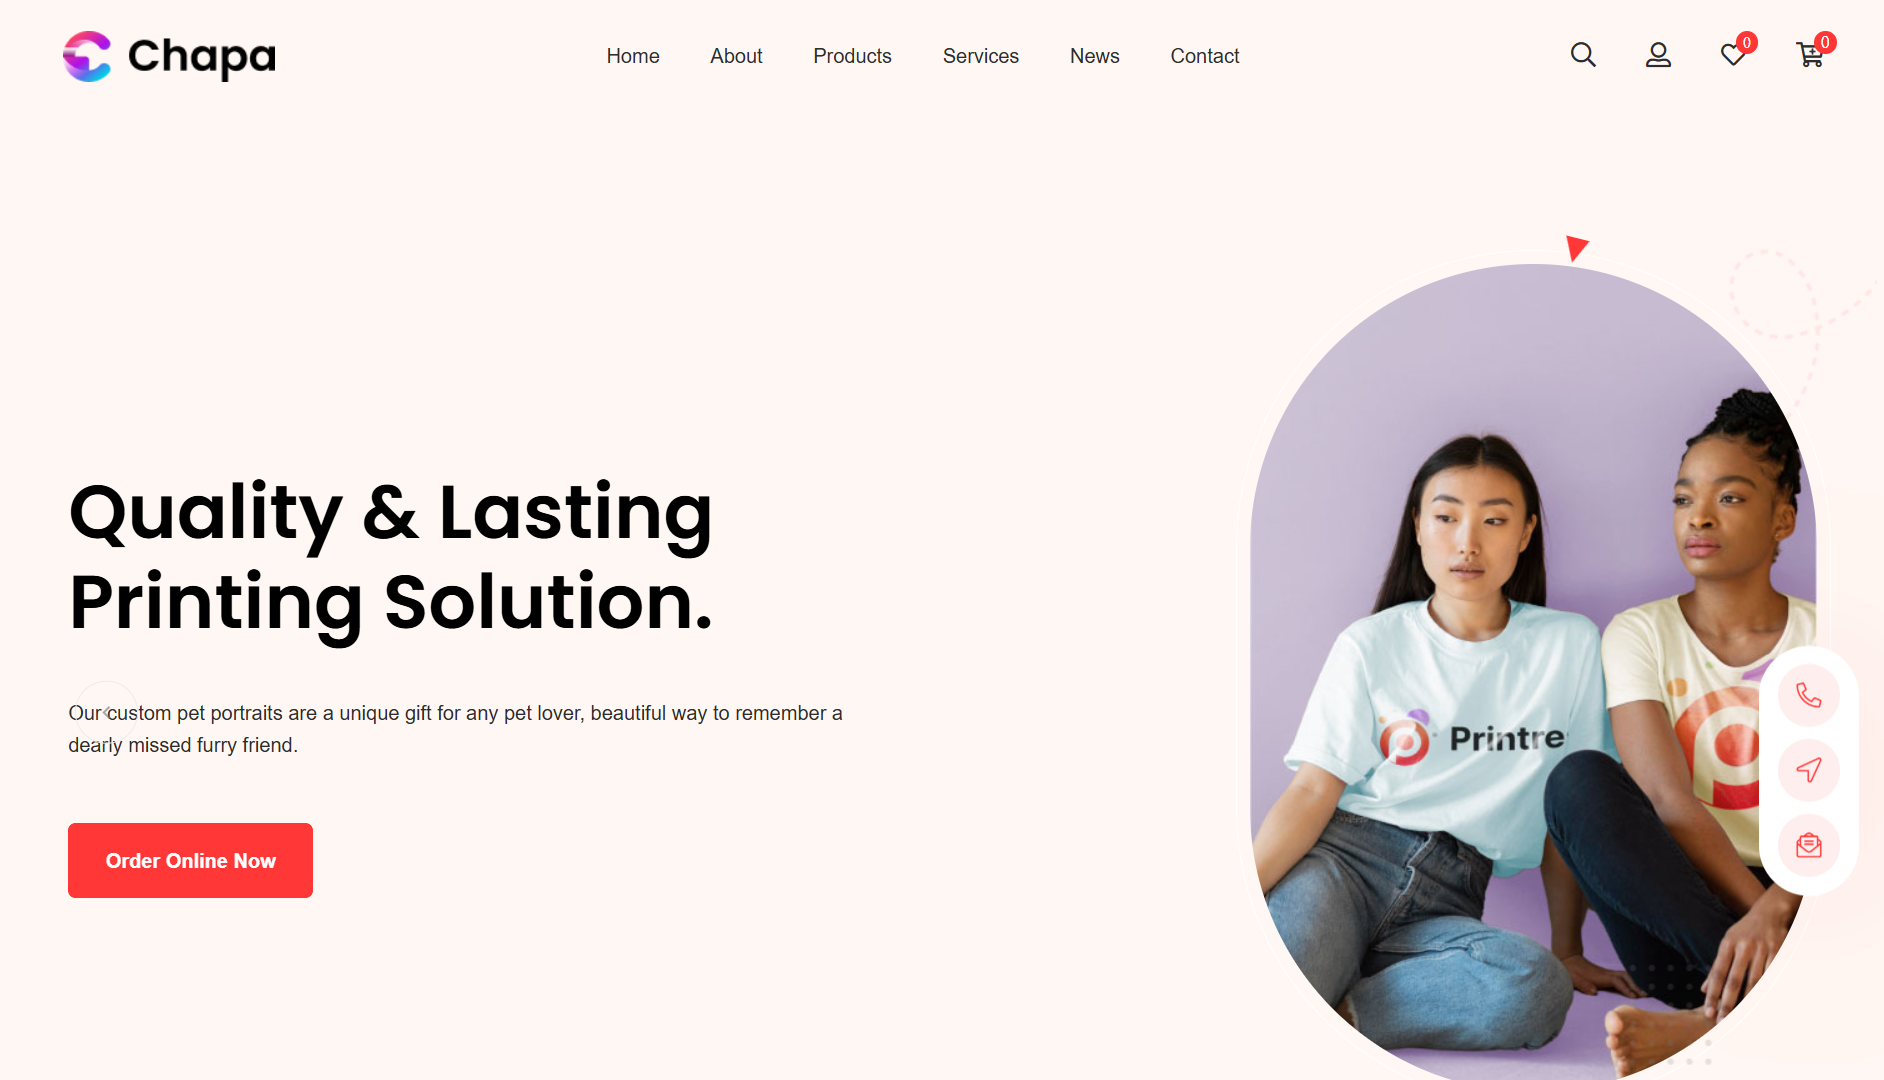 Chapa
Home About Products Services News Contact
0 0
Quality & Lasting
Printing Solution.
Our custom pet portraits are a unique gift for any pet lover, beautiful way to remember a
dearly missed furry friend.
Order Online Now
Printre